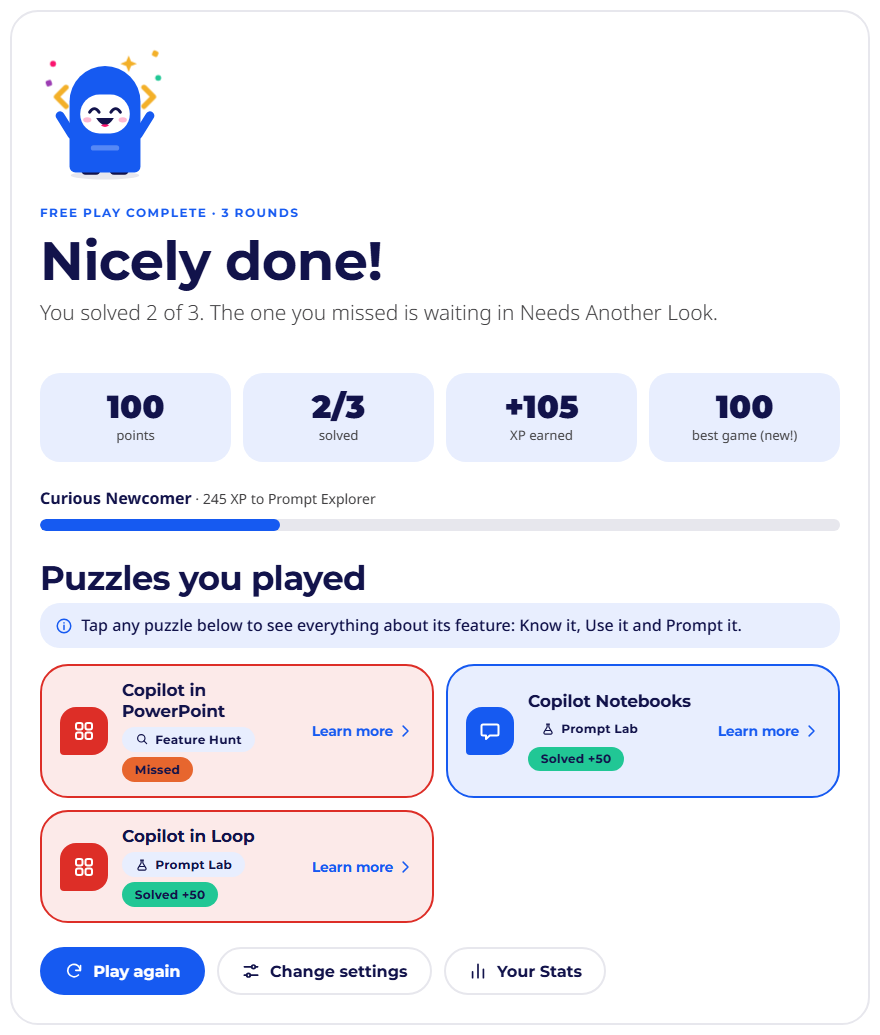 FREE PLAY COMPLETE · 3 ROUNDS
Nicely done!
You solved 2 of 3. The one you missed is waiting in Needs Another Look.
100
points
2/3
solved
+105
XP earned
100
best game (new!)
Curious Newcomer · 245 XP to Prompt Explorer
Puzzles you played
Tap any puzzle below to see everything about its feature: Know it, Use it and Prompt it.
Copilot in
PowerPoint
Feature Hunt
Missed
Learn more
Copilot Notebooks
Prompt Lab
Solved +50
Learn more
Copilot in Loop
Prompt Lab
Solved +50
Learn more
Play again
Change settings
Your Stats